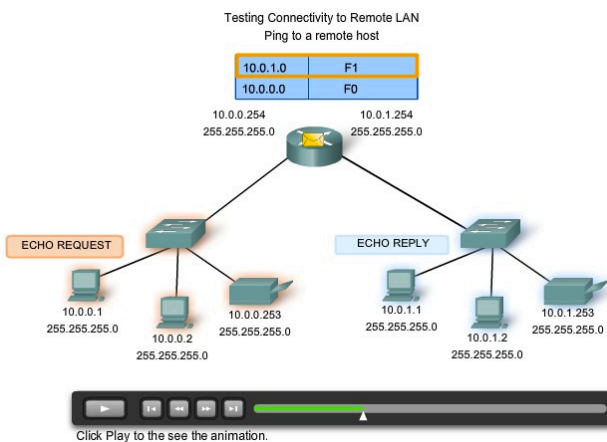 Testing Connectivity to Remote LAN
Ping to a remote host
10.0.1.0 F1
10.0.0.0 F0
10.0.0.254
255.255.255.0
10.0.1.254
255.255.255.0
ECHO REQUEST
ECHO REPLY
10.0.0.1
255.255.255.0
10.0.0.2
255.255.255.0
10.0.0.253
255.255.255.0
10.0.1.1
255.255.255.0
10.0.1.2
255.255.255.0
10.0.1.253
255.255.255.0
Click Play to the see the animation.